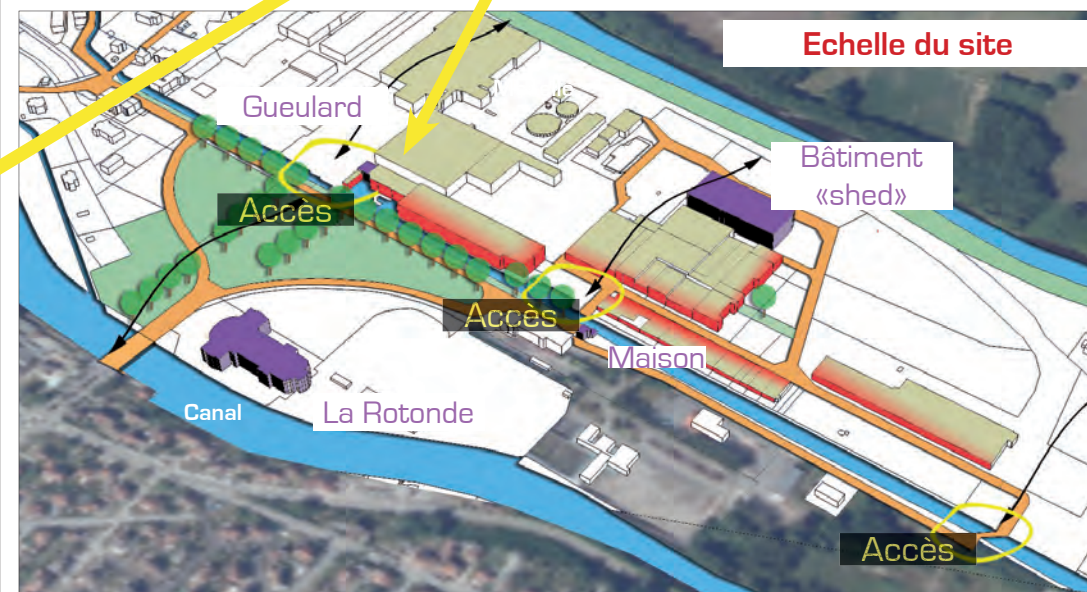 Echelle du site
Gueulard
Bâtiment
«shed»
Accès
Accès
Maison
Canal
La Rotonde
Accès